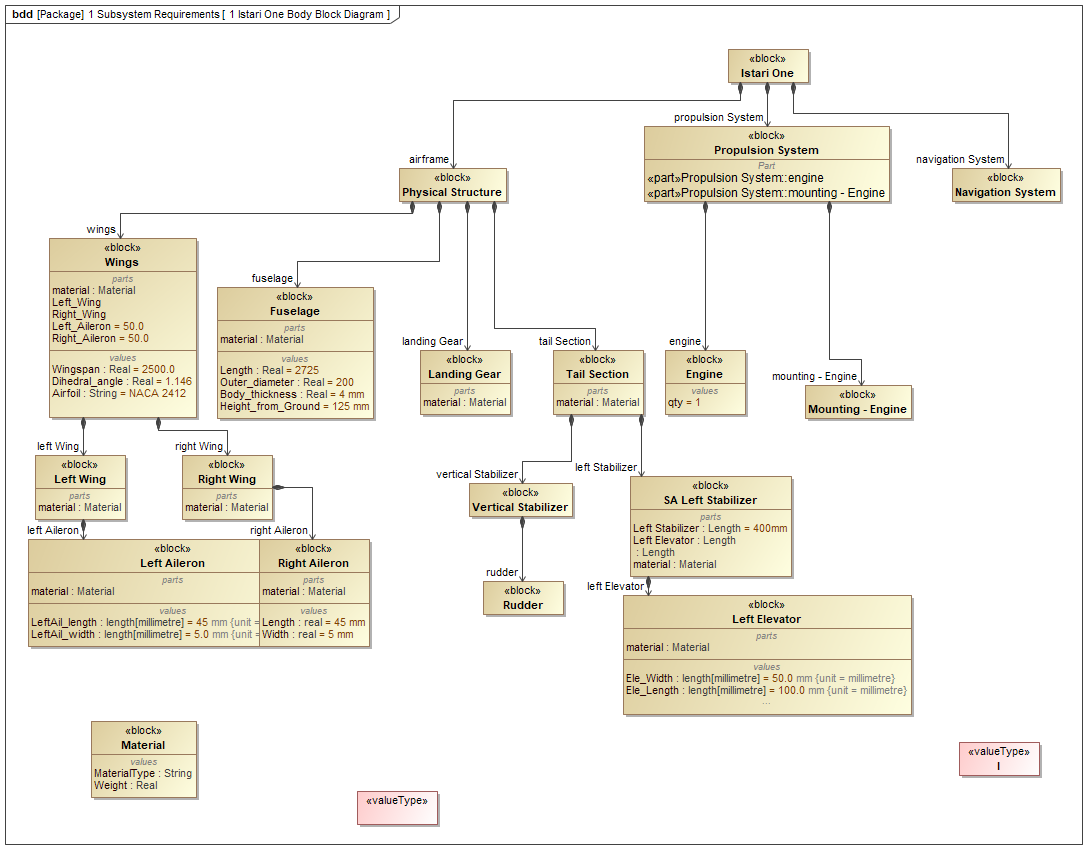 bdd [Package] 1 Subsystem Requirements [ 1 Istari One Body Block Diagram ]
«block»
Istari One
propulsion System
«block»
Propulsion System
Part
«part»Propulsion System::engine
«part»Propulsion System::mounting - Engine
airframe
«block»
Physical Structure
navigation System
«block»
Navigation System
wings
«block»
Wings
parts
material : Material
Left_Wing
Right_Wing
Left_Aileron = 50.0
Right_Aileron = 50.0
values
Wingspan : Real = 2500.0
Dihedral_angle : Real = 1.146
Airfoil : String = NACA 2412
fuselage
«block»
Fuselage
parts
material : Material
values
Length : Real = 2725
Outer_diameter : Real = 200
Body_thickness : Real = 4 mm
Height_from_Ground = 125 mm
landing Gear
«block»
Landing Gear
parts
material : Material
tail Section
«block»
Tail Section
parts
material : Material
engine
«block»
Engine
values
qty = 1
mounting - Engine
«block»
Mounting - Engine
left Wing
«block»
Left Wing
parts
material : Material
right Wing
«block»
Right Wing
parts
material : Material
vertical Stabilizer
«block»
Vertical Stabilizer
left Stabilizer
«block»
SA Left Stabilizer
parts
Left Stabilizer : Length = 400mm
Left Elevator : Length
: Length
material : Material
left Aileron
«block»
Left Aileron
parts
material : Material
values
LeftAil_length : length[millimetre] = 45 mm {unit =
LeftAil_width : length[millimetre] = 5.0 mm {unit =
right Aileron
«block»
Right Aileron
parts
material : Material
values
Length : real = 45 mm
Width : real = 5 mm
rudder
«block»
Rudder
left Elevator
«block»
Left Elevator
parts
material : Material
values
Ele_Width : length[millimetre] = 50.0 mm {unit = millimetre}
Ele_Length : length[millimetre] = 100.0 mm {unit = millimetre}
...
«block»
Material
values
MaterialType : String
Weight : Real
«valueType»
«valueType»
l